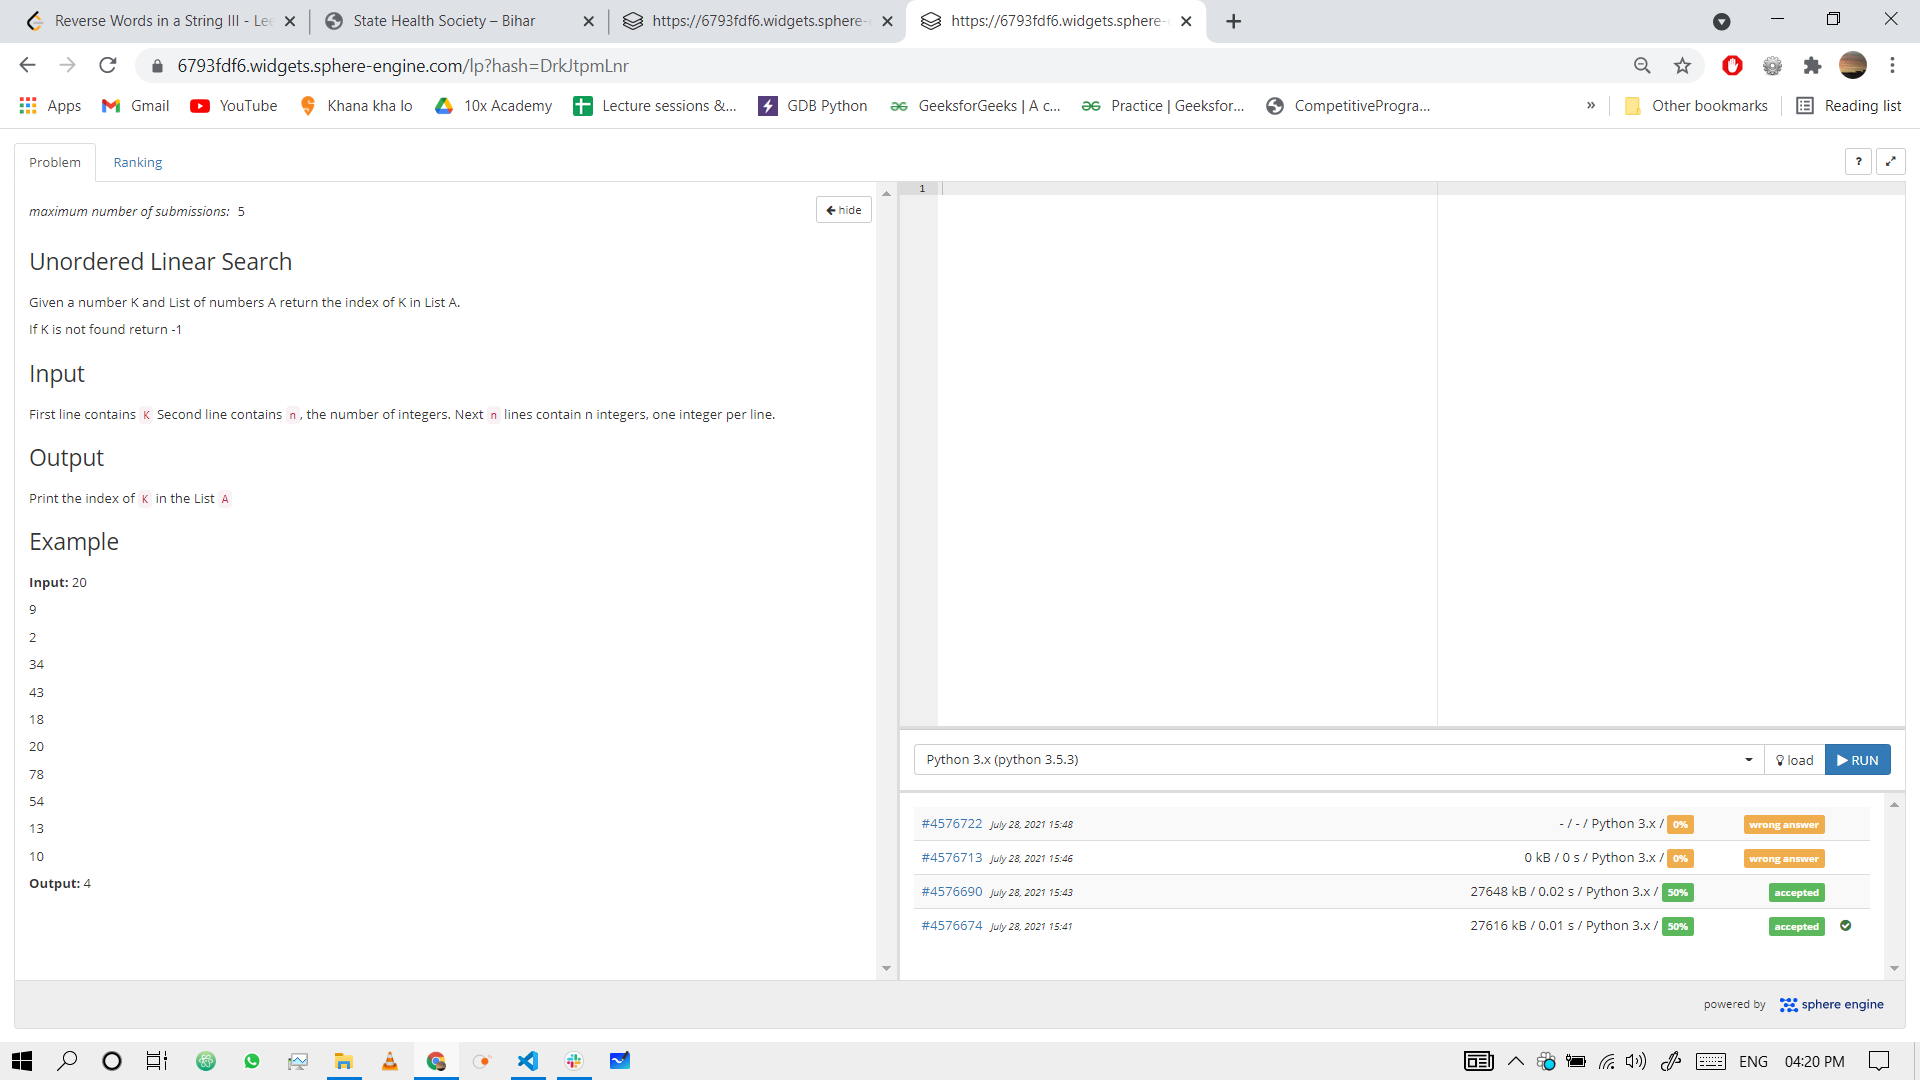 Reverse Words in a String III - Lee
State Health Society – Bihar
https://6793fdf6.widgets.sphere-e
https://6793fdf6.widgets.sphere-
6793fdf6.widgets.sphere-engine.com/lp?hash=DrkJtpmLnr
Apps
Gmail
YouTube
Khana kha lo
10x Academy
Lecture sessions &...
GDB Python
GeeksforGeeks | A c...
Practice | Geeksfor...
CompetitiveProgra...
»
Other bookmarks
Reading list
Problem
Ranking
?
maximum number of submissions: 5
hide
Unordered Linear Search
Given a number K and List of numbers A return the index of K in List A.
If K is not found return -1
Input
First line contains K Second line contains n, the number of integers. Next n lines contain n integers, one integer per line.
Output
Print the index of K in the List A
Example
Input: 20
9
2
34
43
18
20
78
54
13
10
Output: 4
1
Python 3.x (python 3.5.3)
load
RUN
#4576722 July 28, 2021 15:48 - / - / Python 3.x / 0% wrong answer
#4576713 July 28, 2021 15:46 0 kB / 0 s / Python 3.x / 0% wrong answer
#4576690 July 28, 2021 15:43 27648 kB / 0.02 s / Python 3.x / 50% accepted
#4576674 July 28, 2021 15:41 27616 kB / 0.01 s / Python 3.x / 50% accepted
powered by sphere engine
ENG
04:20 PM